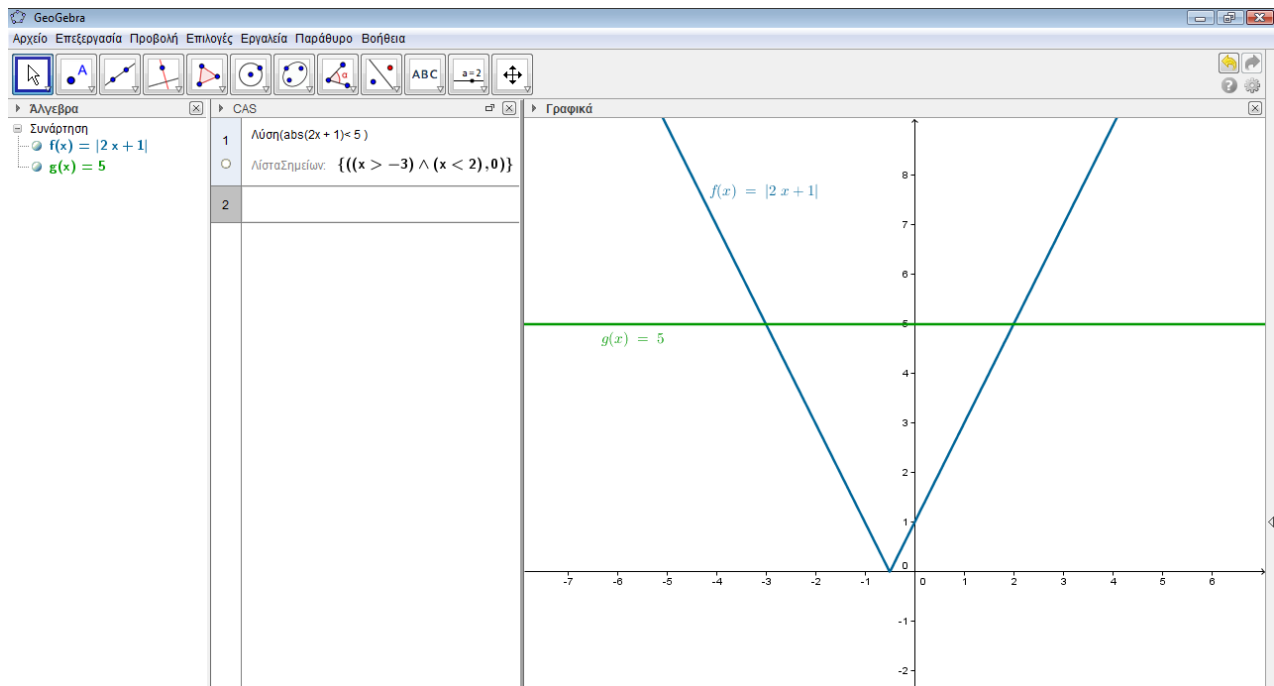 GeoGebra
Αρχείο Επεξεργασία Προβολή Επιλογές Εργαλεία Παράθυρο Βοήθεια
A
α
ABC
a=2
Άλγεβρα
Συνάρτηση
f(x) = |2 x + 1|
g(x) = 5
CAS
1
Λύση(abs(2x + 1)< 5 )
ΛίσταΣημείων: {((x > −3) ∧ (x < 2),0)}
2
Γραφικά
f(x) = |2 x + 1|
g(x) = 5
8
7
6
5
4
3
2
1
0
-7 -6 -5 -4 -3 -2 -1 0 1 2 3 4 5 6
-1
-2